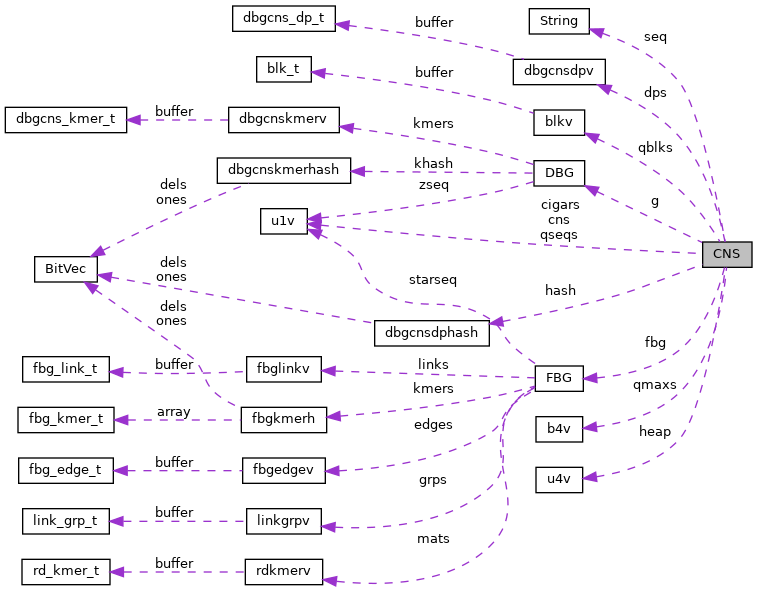 dbgcns_dp_t
buffer
String
seq
blk_t
buffer
dbgcnsdpv
dps
dbgcns_kmer_t
buffer
dbgcnskmerv
kmers
blkv
qblks
dbgcnskmerhash
khash
DBG
zseq
dels
ones
u1v
cigars
cns
qseqs
g
CNS
BitVec
dels
ones
starseq
hash
dels
ones
dbgcnsdphash
fbg
fbg_link_t
buffer
fbglinkv
links
FBG
qmaxs
fbg_kmer_t
array
fbgkmerh
kmers
b4v
heap
edges
fbg_edge_t
buffer
fbgedgev
grps
u4v
link_grp_t
buffer
linkgrpv
mats
rd_kmer_t
buffer
rdkmerv